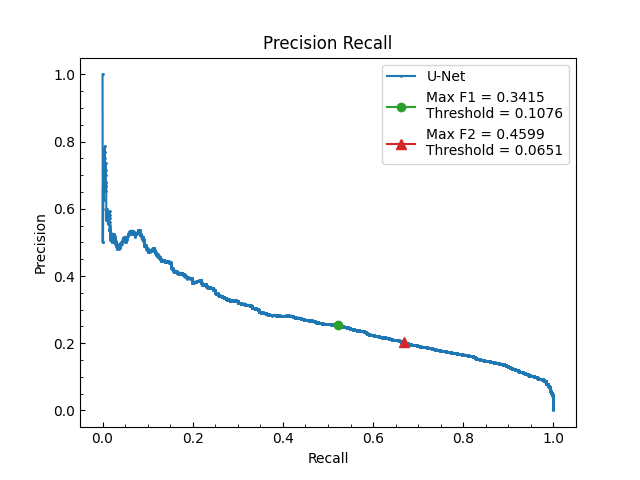 Precision Recall
1.0
0.8
0.6
0.4
0.2
0.0
Precision
U-Net
Max F1 = 0.3415
Threshold = 0.1076
Max F2 = 0.4599
Threshold = 0.0651
0.0 0.2 0.4 0.6 0.8 1.0
Recall